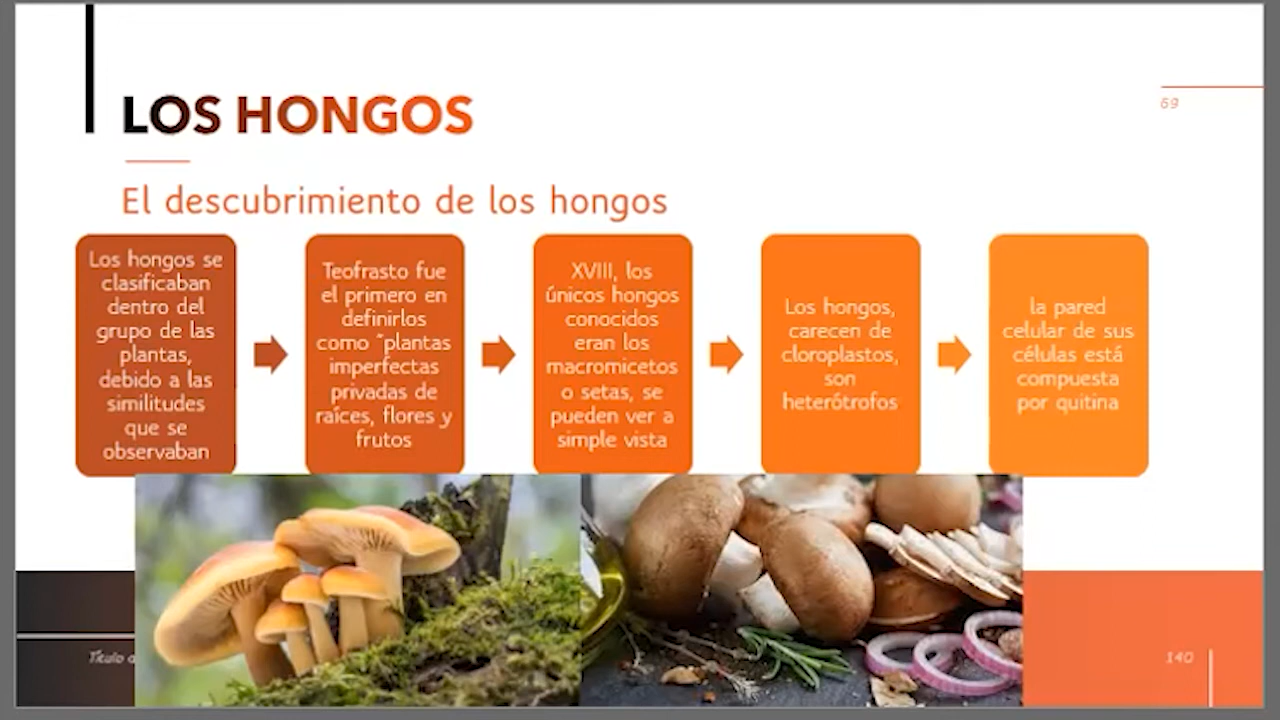 LOS HONGOS
69
El descubrimiento de los hongos
Los hongos se
clasificaban
dentro del
grupo de las
plantas,
debido a las
similitudes
que se
observaban
Teofrasto fue
el primero en
definirlos
como "plantas
imperfectas
privadas de
raíces, flores y
frutos
XVIII, los
únicos hongos
conocidos
eran los
macromicetos
o setas, se
pueden ver a
simple vista
Los hongos,
carecen de
cloroplastos,
son
heterótrofos
la pared
celular de sus
células está
compuesta
por quitina
Título
140